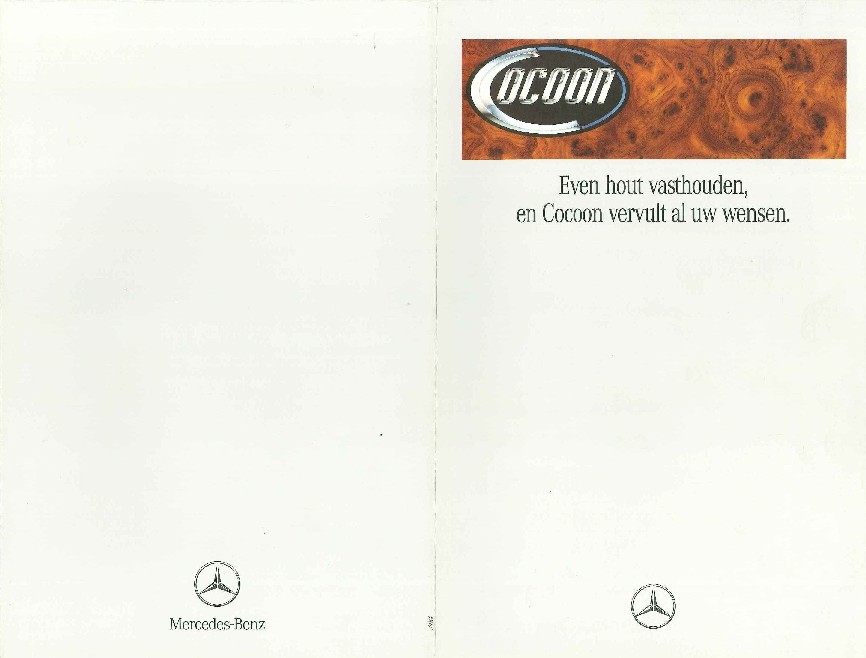 COCOON
Even hout vasthouden,
en Cocoon vervult al uw wensen.
Mercedes-Benz